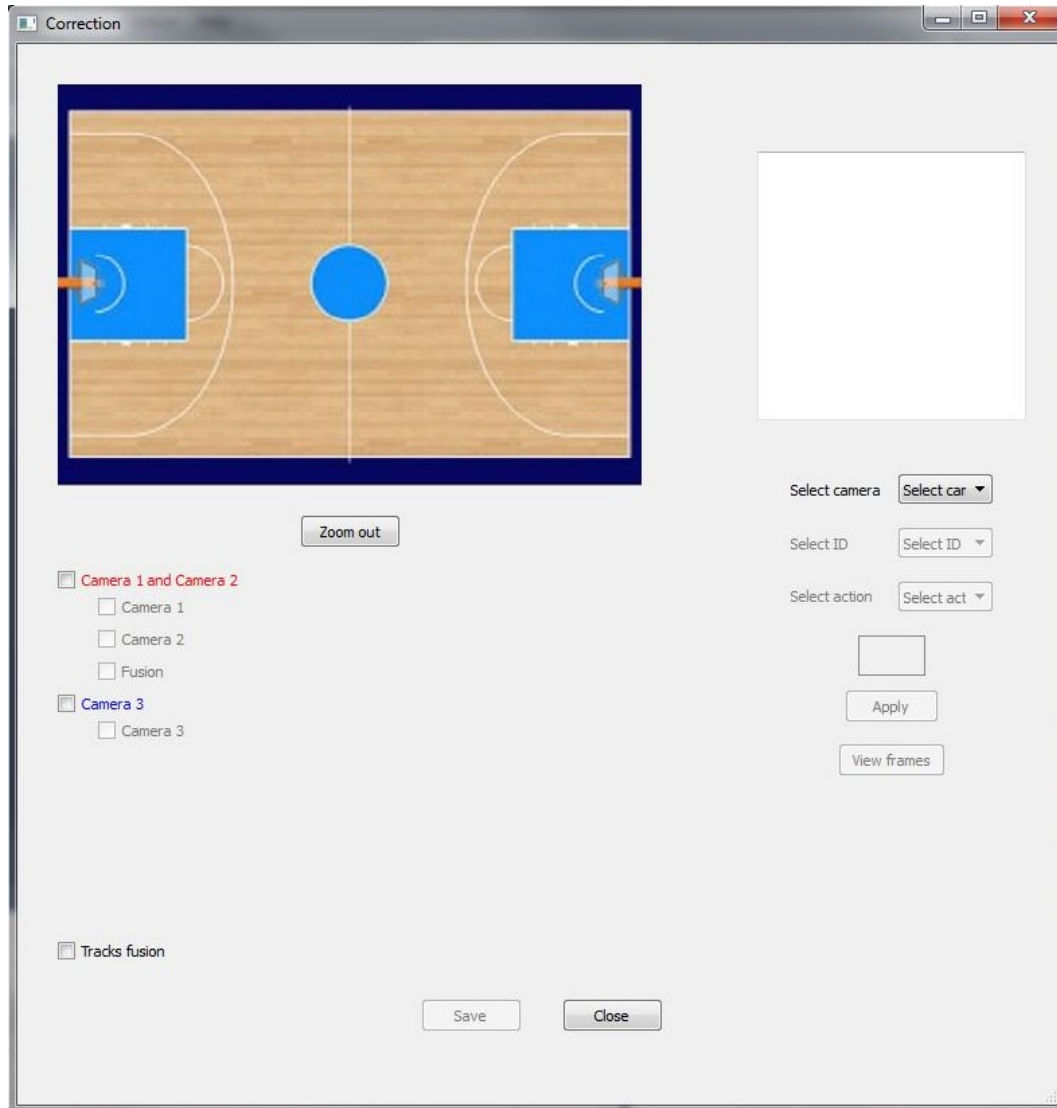 Correction
Zoom out
Camera 1 and Camera 2
Camera 1
Camera 2
Fusion
Camera 3
Camera 3
Tracks fusion
Select camera Select car
Select ID Select ID
Select action Select act
Apply
View frames
Save Close